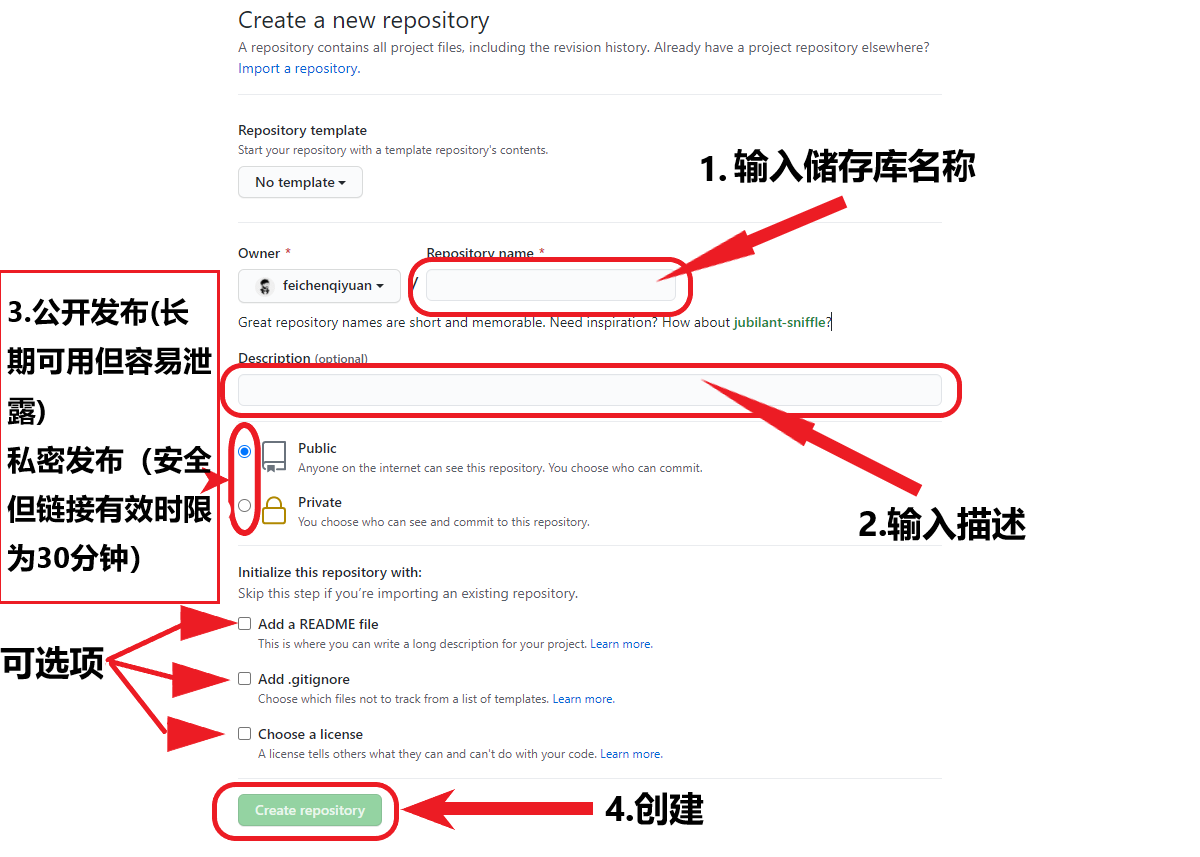 Create a new repository
A repository contains all project files, including the revision history. Already have a project repository elsewhere?
Import a repository.
Repository template
Start your repository with a template repository's contents.
No template
1.输入储存库名称
Owner *
Repository name *
feichenqiyuan
/
Great repository names are short and memorable. Need inspiration? How about jubilant-sniffle?
Description (optional)
2.输入描述
3.公开发布(长
期可用但容易泄
露)
私密发布（安全
但链接有效时限
为30分钟）
Public
Anyone on the internet can see this repository. You choose who can commit.
Private
You choose who can see and commit to this repository.
Initialize this repository with:
Skip this step if you're importing an existing repository.
可选项
Add a README file
This is where you can write a long description for your project. Learn more.
Add .gitignore
Choose which files not to track from a list of templates. Learn more.
Choose a license
A license tells others what they can and can't do with your code. Learn more.
Create repository
4.创建